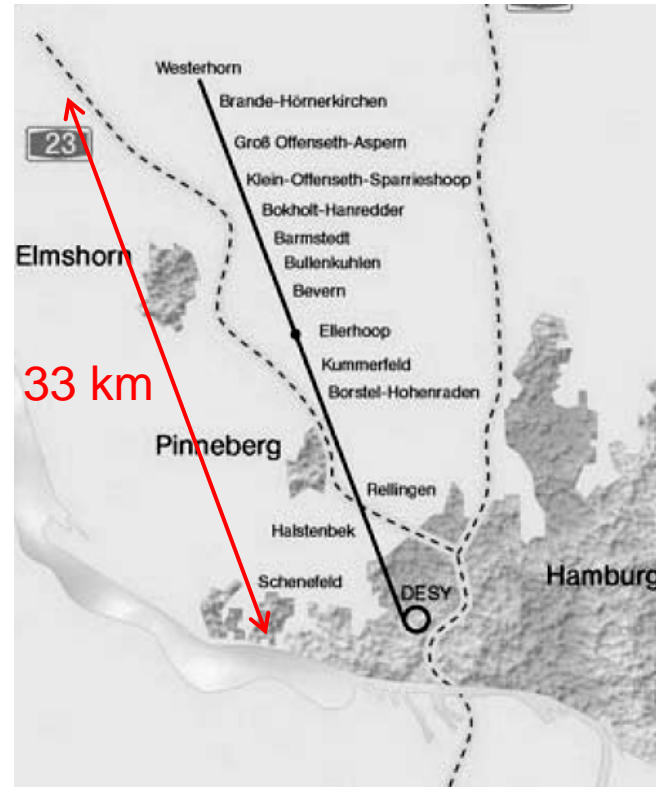 Westerhorn
Brande-Hörnerkirchen
23
Groß Offenseth-Aspern
Klein-Offenseth-Sparrieshoop
Bokholt-Hanredder
Barmstedt
Elmshorn
Bullenkuhlen
Bevern
Ellerhoop
Kummerfeld
33 km
Borstel-Hohenraden
Pinneberg
Rellingen
Halstenbek
Schenefeld
Hamburg
DESY